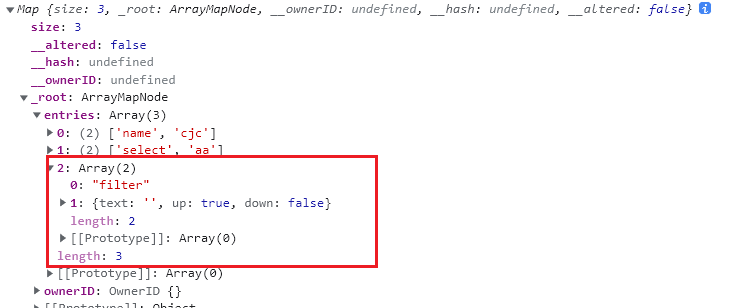 ▼ Map {size: 3, _root: ArrayMapNode, __ownerID: undefined, __hash: undefined, __altered: false} i
size: 3
__altered: false
__hash: undefined
__ownerID: undefined
▼ _root: ArrayMapNode
▼ entries: Array(3)
▶ 0: (2) ['name', 'cjc']
▶ 1: (2) ['select', 'aa']
▼ 2: Array(2)
0: "filter"
▶ 1: {text: '', up: true, down: false}
length: 2
▶ [[Prototype]]: Array(0)
length: 3
▶ [[Prototype]]: Array(0)
▶ ownerID: OwnerID {}
▶ [[Prototype]]: Object